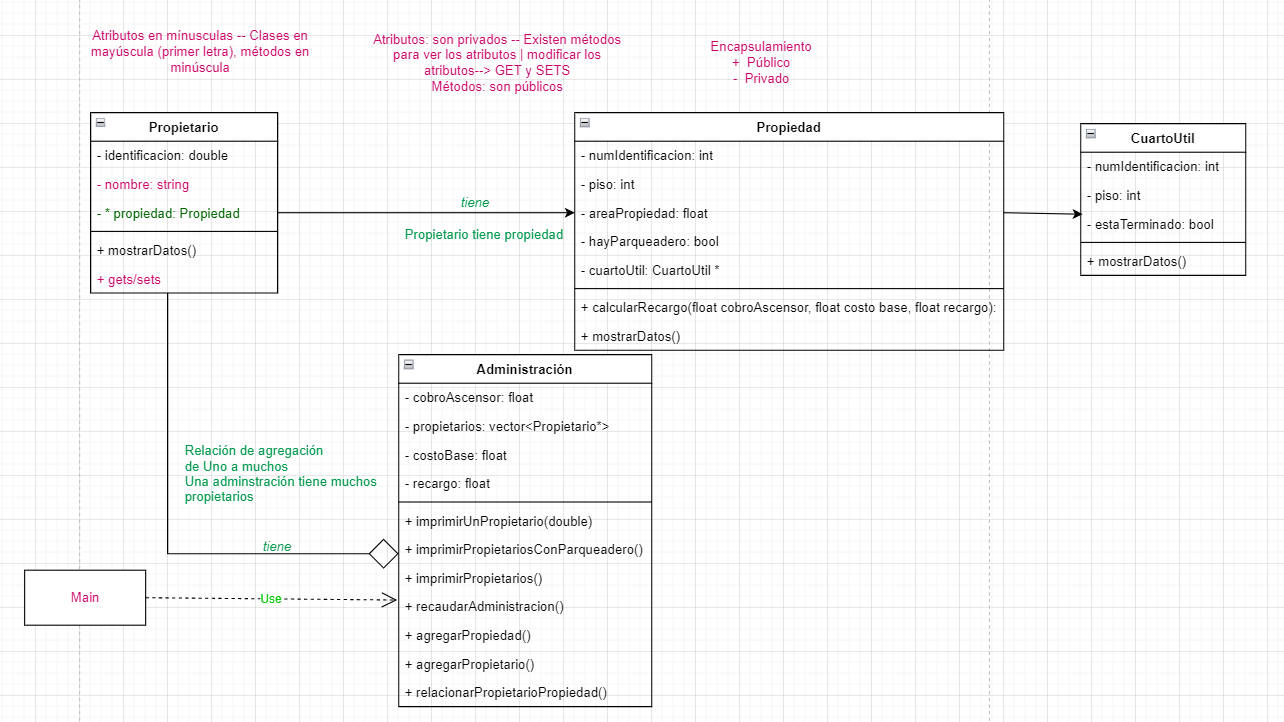 Atributos en mínusculas -- Clases en
mayúscula (primer letra), métodos en
minúscula
Atributos: son privados -- Existen métodos
para ver los atributos | modificar los
atributos--> GET y SETS
Métodos: son públicos
Encapsulamiento
+ Público
- Privado
Propietario
- identificacion: double
- nombre: string
- * propiedad: Propiedad
+ mostrarDatos()
+ gets/sets
tiene
Propietario tiene propiedad
Propiedad
- numIdentificacion: int
- piso: int
- areaPropiedad: float
- hayParqueadero: bool
- cuartoUtil: CuartoUtil *
+ calcularRecargo(float cobroAscensor, float costo base, float recargo):
+ mostrarDatos()
CuartoUtil
- numIdentificacion: int
- piso: int
- estaTerminado: bool
+ mostrarDatos()
Administración
- cobroAscensor: float
- propietarios: vector<Propietario*>
- costoBase: float
- recargo: float
+ imprimirUnPropietario(double)
+ imprimirPropietariosConParqueadero()
+ imprimirPropietarios()
+ recaudarAdministracion()
+ agregarPropiedad()
+ agregarPropietario()
+ relacionarPropietarioPropiedad()
Relación de agregación
de Uno a muchos
Una adminstración tiene muchos
propietarios
tiene
Main
Use